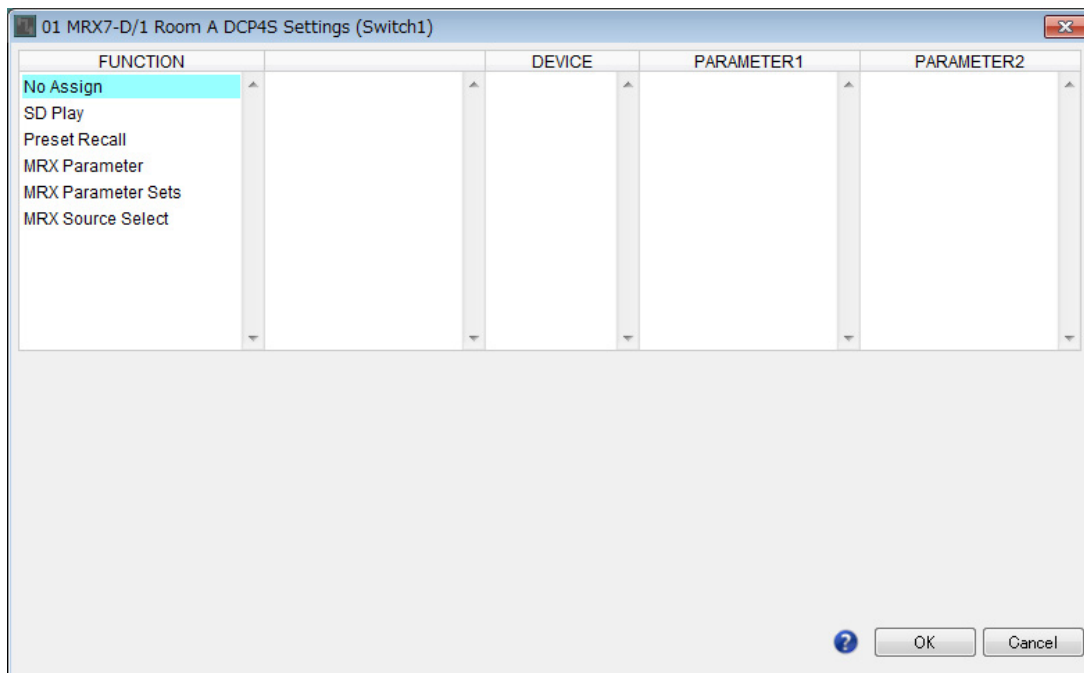 01 MRX7-D/1 Room A DCP4S Settings (Switch1)
FUNCTION DEVICE PARAMETER1 PARAMETER2
No Assign
SD Play
Preset Recall
MRX Parameter
MRX Parameter Sets
MRX Source Select
? OK Cancel